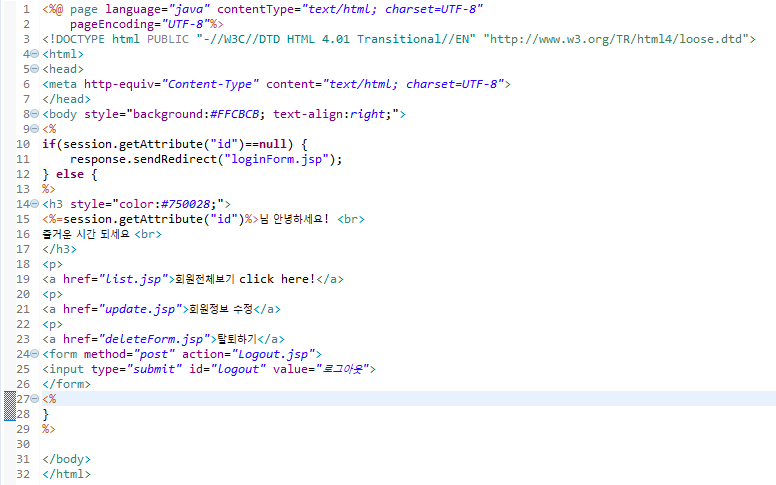 1 <%@ page language="java" contentType="text/html; charset=UTF-8"
2     pageEncoding="UTF-8"%>
3 <!DOCTYPE html PUBLIC "-//W3C//DTD HTML 4.01 Transitional//EN" "http://www.w3.org/TR/html4/loose.dtd">
4 <html>
5 <head>
6 <meta http-equiv="Content-Type" content="text/html; charset=UTF-8">
7 </head>
8 <body style="background:#FFCBCB; text-align:right;">
9 <%
10 if(session.getAttribute("id")==null) {
11     response.sendRedirect("loginForm.jsp");
12 } else {
13 %>
14 <h3 style="color:#750028;">
15 <%=session.getAttribute("id")%>님 안녕하세요! <br>
16 즐거운 시간 되세요 <br>
17 </h3>
18 <p>
19 <a href="list.jsp">회원전체보기 click here!</a>
20 <p>
21 <a href="update.jsp">회원정보 수정</a>
22 <p>
23 <a href="deleteForm.jsp">탈퇴하기</a>
24 <form method="post" action="Logout.jsp">
25 <input type="submit" id="logout" value="로그아웃">
26 </form>
27 <%
28 }
29 %>
30
31 </body>
32 </html>